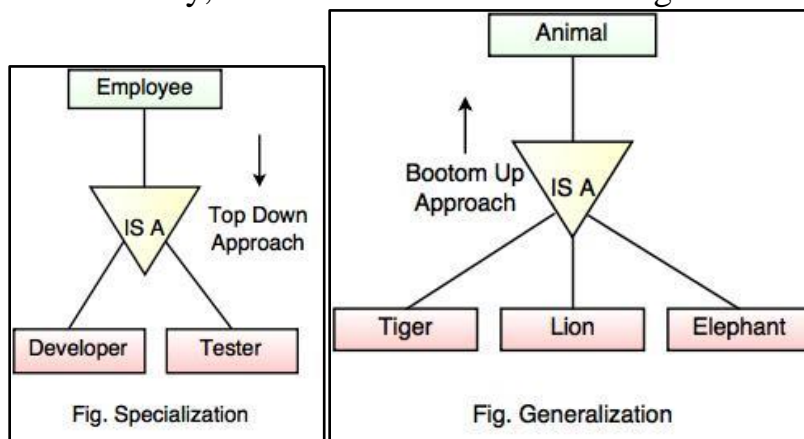 Employee
IS A
Top Down
Approach
Developer
Tester
Fig. Specialization
Animal
Bootom Up
Approach
IS A
Tiger
Lion
Elephant
Fig. Generalization